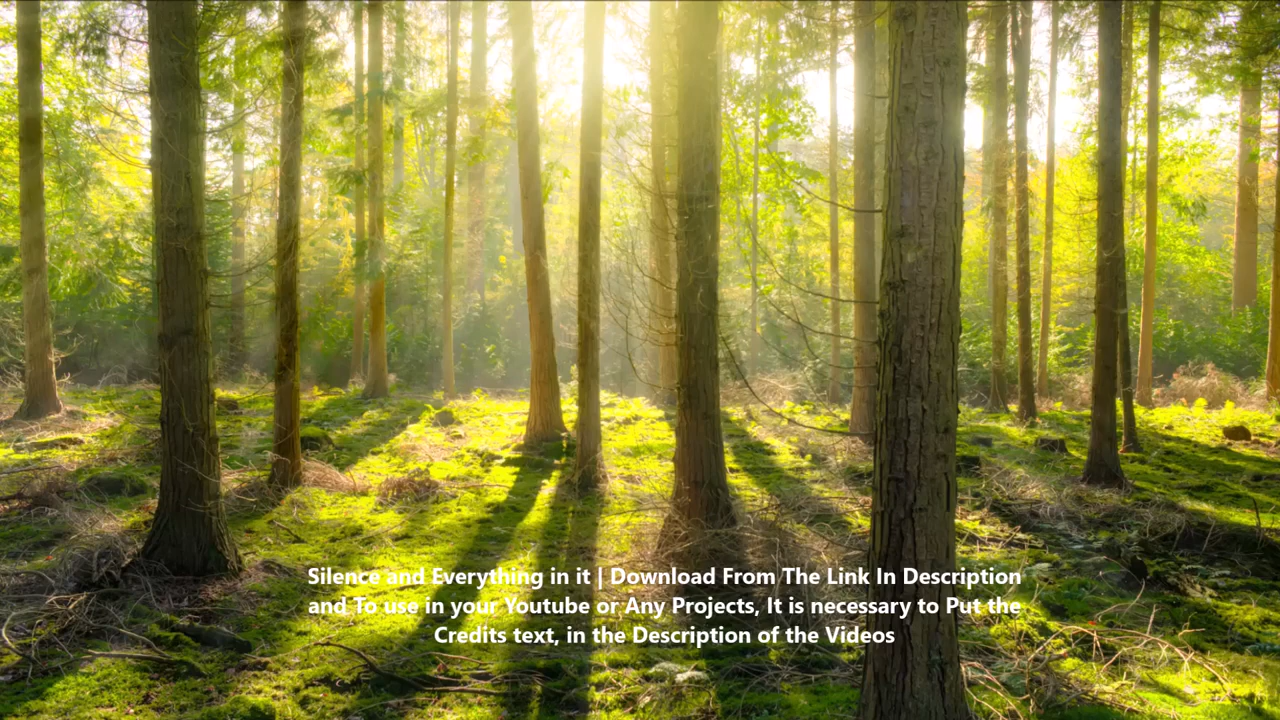 Silence and Everything in it | Download From The Link In Description
and To use in your Youtube or Any Projects, It is necessary to Put the
Credits text, in the Description of the Videos